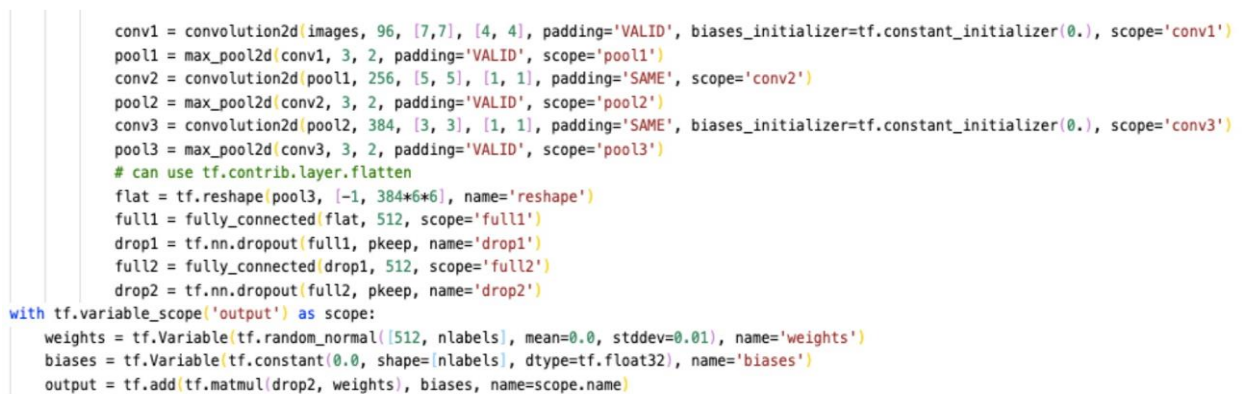 conv1 = convolution2d(images, 96, [7,7], [4, 4], padding='VALID', biases_initializer=tf.constant_initializer(0.), scope='conv1')
pool1 = max_pool2d(conv1, 3, 2, padding='VALID', scope='pool1')
conv2 = convolution2d(pool1, 256, [5, 5], [1, 1], padding='SAME', scope='conv2')
pool2 = max_pool2d(conv2, 3, 2, padding='VALID', scope='pool2')
conv3 = convolution2d(pool2, 384, [3, 3], [1, 1], padding='SAME', biases_initializer=tf.constant_initializer(0.), scope='conv3')
pool3 = max_pool2d(conv3, 3, 2, padding='VALID', scope='pool3')
# can use tf.contrib.layer.flatten
flat = tf.reshape(pool3, [-1, 384*6*6], name='reshape')
full1 = fully_connected(flat, 512, scope='full1')
drop1 = tf.nn.dropout(full1, pkeep, name='drop1')
full2 = fully_connected(drop1, 512, scope='full2')
drop2 = tf.nn.dropout(full2, pkeep, name='drop2')
with tf.variable_scope('output') as scope:
weights = tf.Variable(tf.random_normal([512, nlabels], mean=0.0, stddev=0.01), name='weights')
biases = tf.Variable(tf.constant(0.0, shape=[nlabels], dtype=tf.float32), name='biases')
output = tf.add(tf.matmul(drop2, weights), biases, name=scope.name)